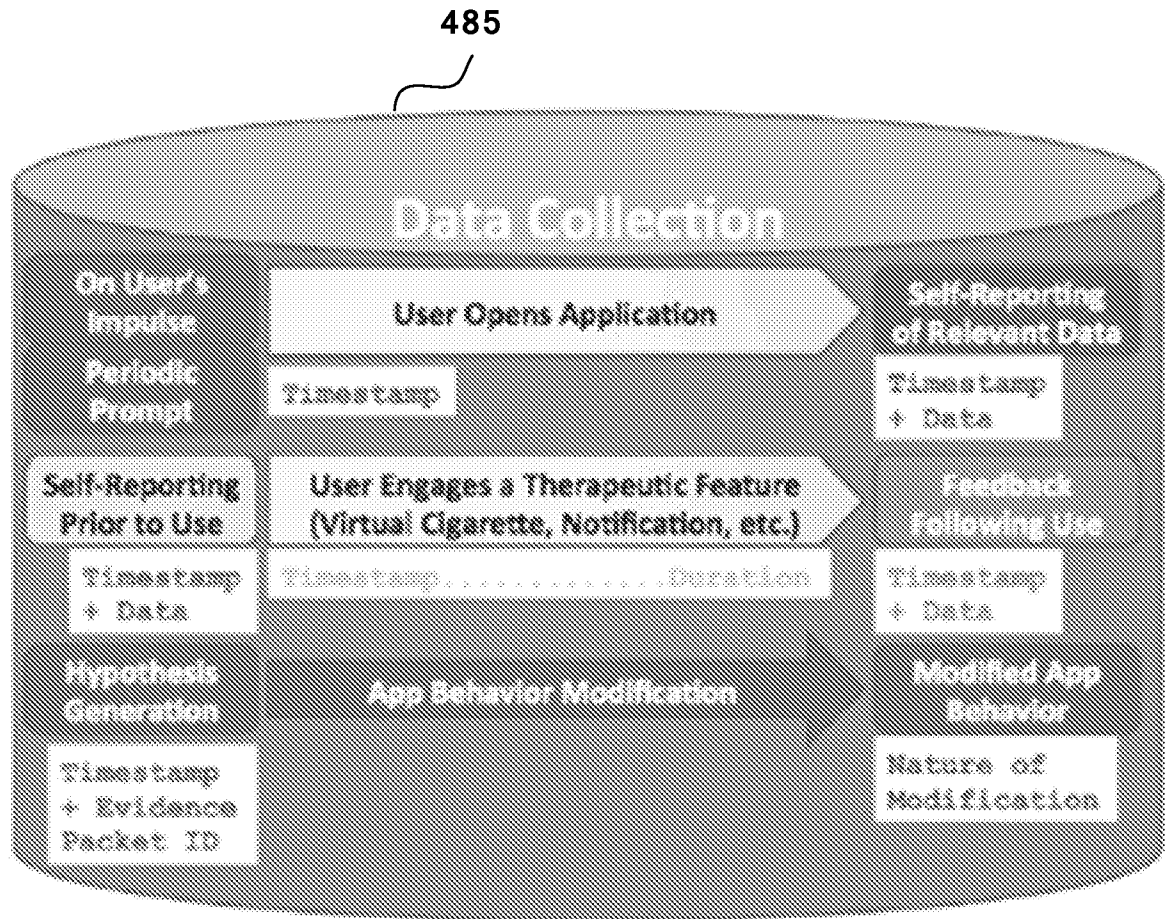 485
Data Collection
On User's
Impulse
Periodic
Prompt
User Opens Application
Timestamp
Self-Reporting
of Relevant Data
Timestamp
+ Data
Self-Reporting
Prior to Use
Timestamp
+ Data
User Engages a Therapeutic Feature
(Virtual Cigarette, Notification, etc.)
Timestamp..............Duration
Feedback
Following Use
Timestamp
+ Data
Hypothesis
Generation
Timestamp
+ Evidence
Packet ID
App Behavior Modification
Modified App
Behavior
Nature of
Modification